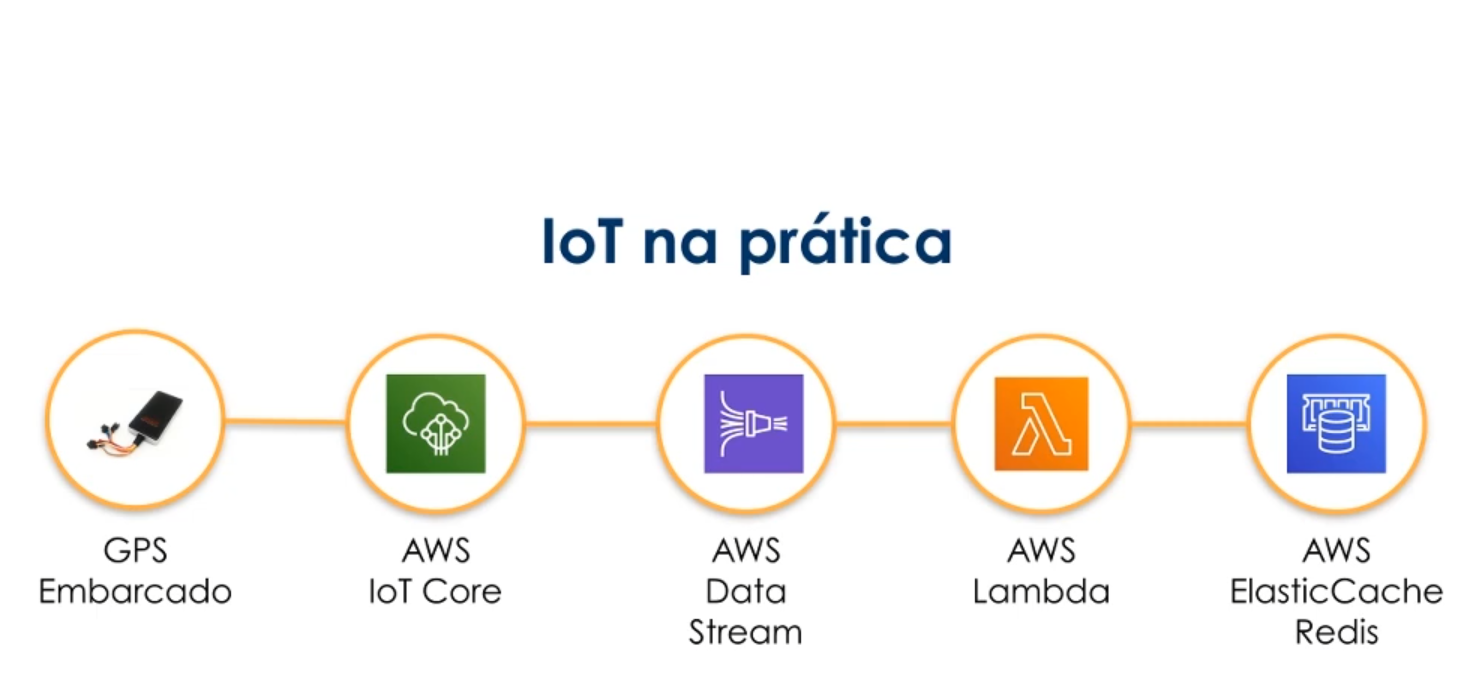 IoT na prática
GPS
Embarcado
AWS
IoT Core
AWS
Data
Stream
AWS
Lambda
AWS
ElasticCache
Redis